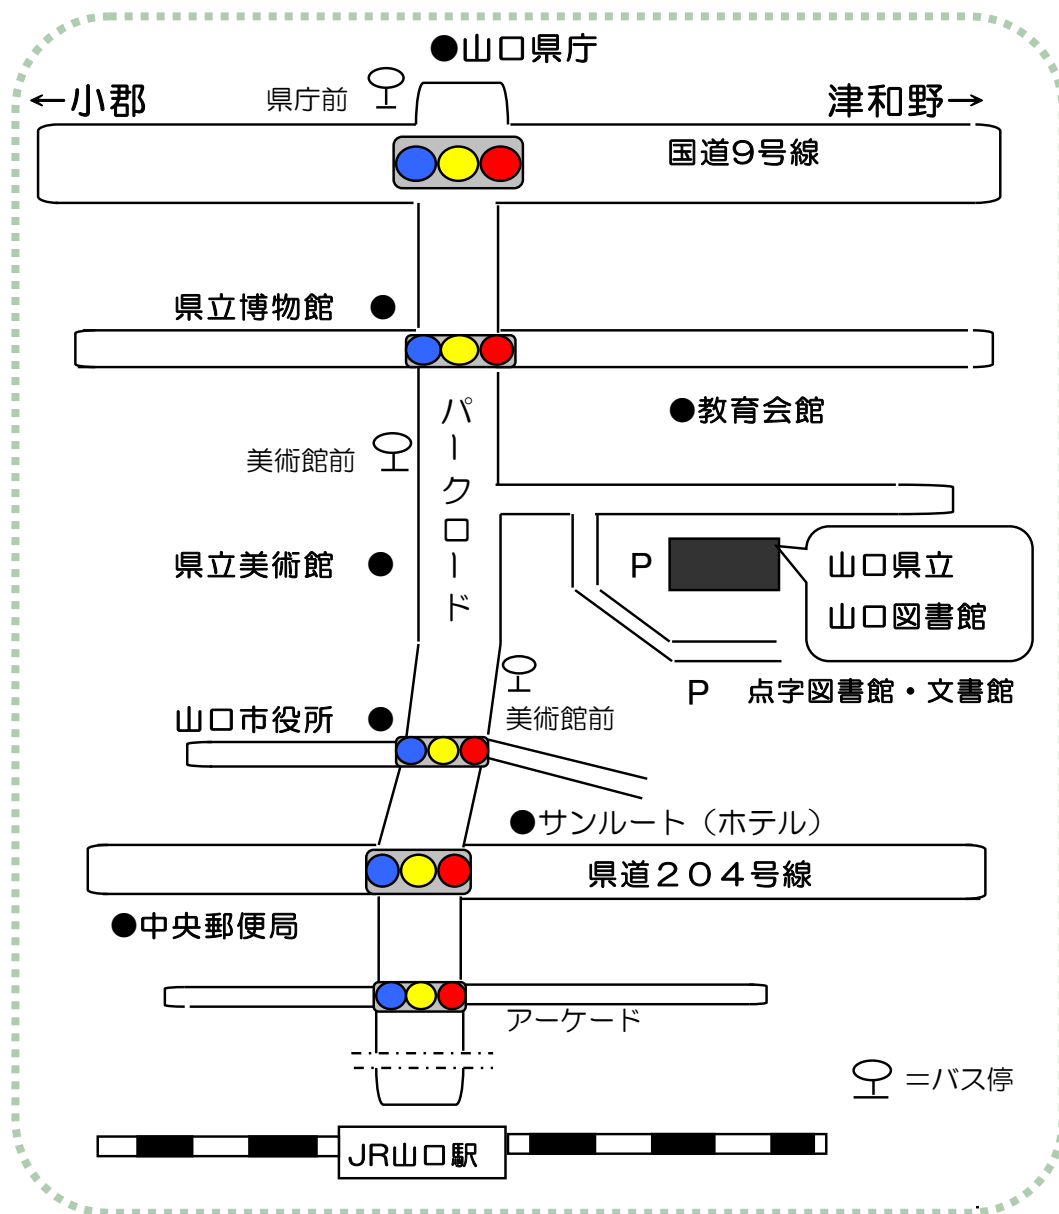 ●山口県庁
県庁前
←小郡
津和野→
国道９号線
県立博物館 ●
●教育会館
パークロード
美術館前
県立美術館 ●
P
山口県立
山口図書館
P 点字図書館・文書館
山口市役所 ●
美術館前
●サンルート（ホテル）
県道２０４号線
●中央郵便局
アーケード
＝バス停
JR山口駅